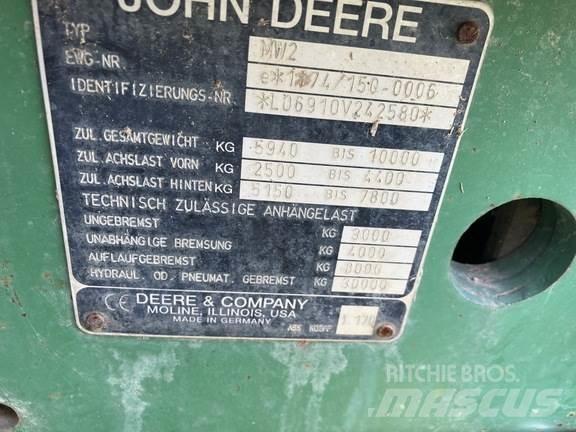 JOHN DEERE
TYP MW2
EWG-NR. e*1*74/150-0006
IDENTIFIZIERUNGS-NR. *L06910V242580*
ZUL. GESAMTGEWICHT KG 5940 BIS 10000
ZUL. ACHSLAST VORN KG 2500 BIS 4400
ZUL. ACHSLAST HINTEN KG 5150 BIS 7800
TECHNISCH ZULÄSSIGE ANHÄNGELAST
UNGEBREMST KG 3000
UNABHÄNGIGE BREMSUNG KG 4000
AUFLAUFGEBREMST KG 8000
HYDRAUL. OD. PNEUMAT. GEBREMST KG 30000
CE DEERE & COMPANY
MOLINE, ILLINOIS, USA
MADE IN GERMANY
RITCHIE BROS.
MASCUS